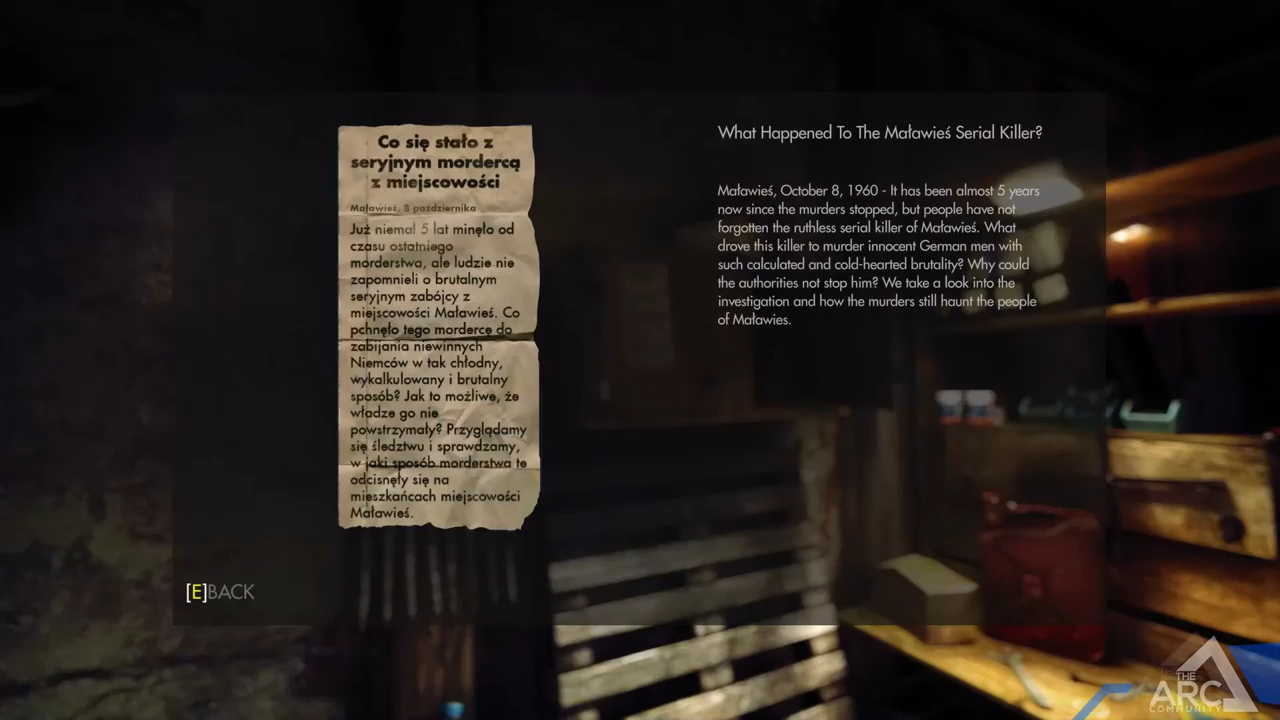 Co się stało z
seryjnym mordercą
z miejscowości
Maławieś, 8 października
Już niemal 5 lat minęło od
czasu ostatniego
morderstwa, ale ludzie nie
zapomnieli o brutalnym
seryjnym zabójcy z
miejscowości Maławieś. Co
pchnęło tego mordercę do
zabijania niewinnych
Niemców w tak chłodny,
wykalkulowany i brutalny
sposób? Jak to możliwe, że
władze go nie
powstrzymały? Przyglądamy
się śledztwu i sprawdzamy,
w jaki sposób morderstwa te
odcisnęły się na
mieszkańcach miejscowości
Maławieś.
What Happened To The Maławieś Serial Killer?
Maławieś, October 8, 1960 - It has been almost 5 years
now since the murders stopped, but people have not
forgotten the ruthless serial killer of Maławieś. What
drove this killer to murder innocent German men with
such calculated and cold-hearted brutality? Why could
the authorities not stop him? We take a look into the
investigation and how the murders still haunt the people
of Maławies.
[E]BACK
THE
ARC
COMMUNITY